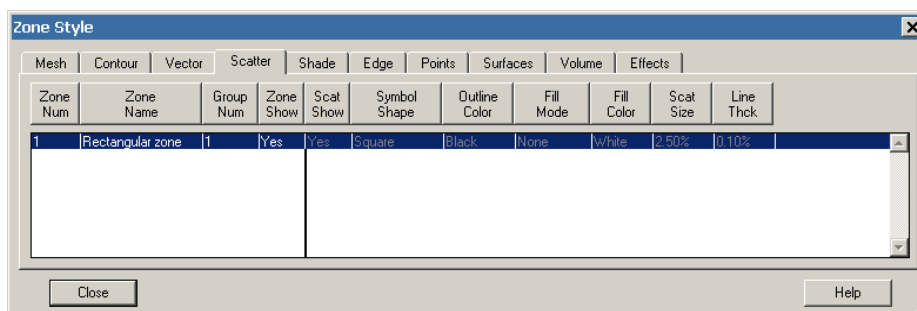 Zone Style
Mesh Contour Vector Scatter Shade Edge Points Surfaces Volume Effects
Zone Num Zone Name Group Num Zone Show Scat Show Symbol Shape Outline Color Fill Mode Fill Color Scat Size Line Thck
1 Rectangular zone 1 Yes Yes Square Black None White 2.50% 0.10%
Close Help